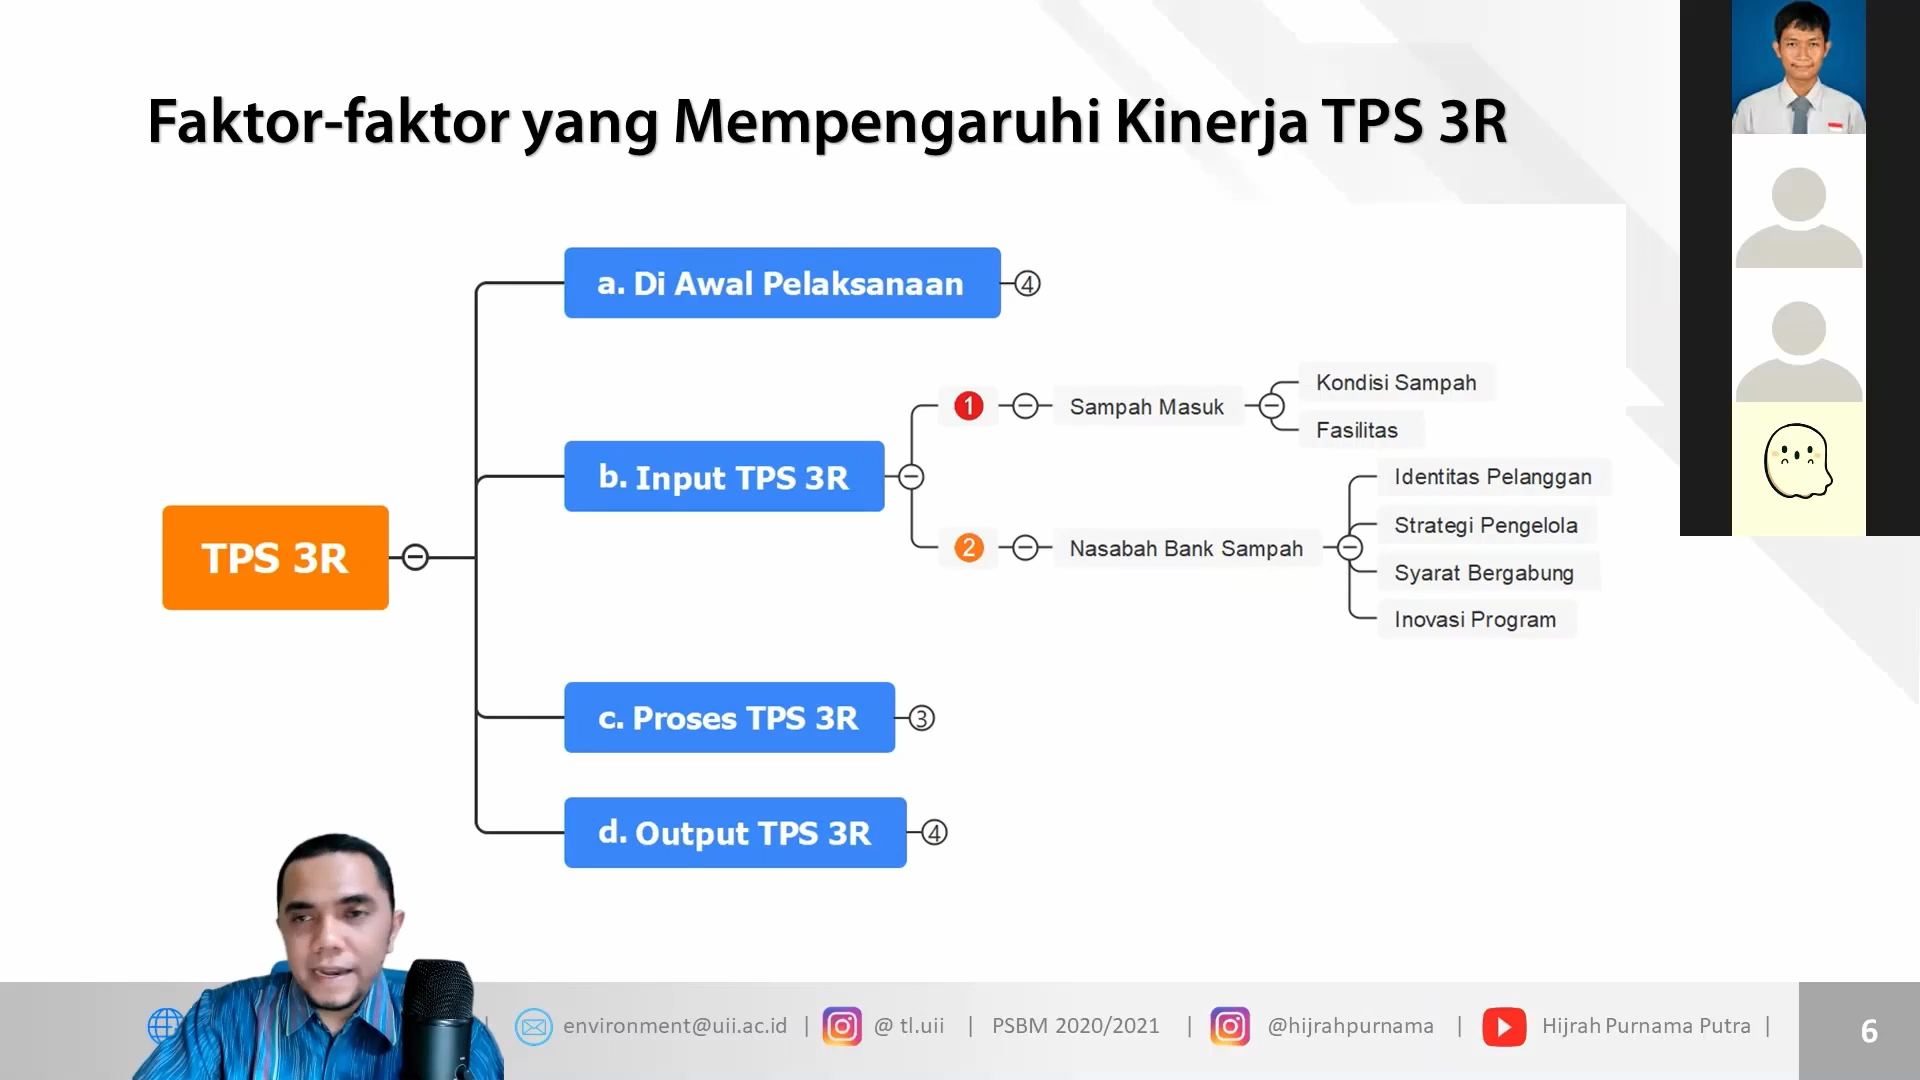 Faktor-faktor yang Mempengaruhi Kinerja TPS 3R
TPS 3R
a. Di Awal Pelaksanaan
4
b. Input TPS 3R
1
Sampah Masuk
Kondisi Sampah
Fasilitas
2
Nasabah Bank Sampah
Identitas Pelanggan
Strategi Pengelola
Syarat Bergabung
Inovasi Program
c. Proses TPS 3R
3
d. Output TPS 3R
4
| environment@uii.ac.id | @ tl.uii | PSBM 2020/2021 | @hijrahpurnama | Hijrah Purnama Putra |
6